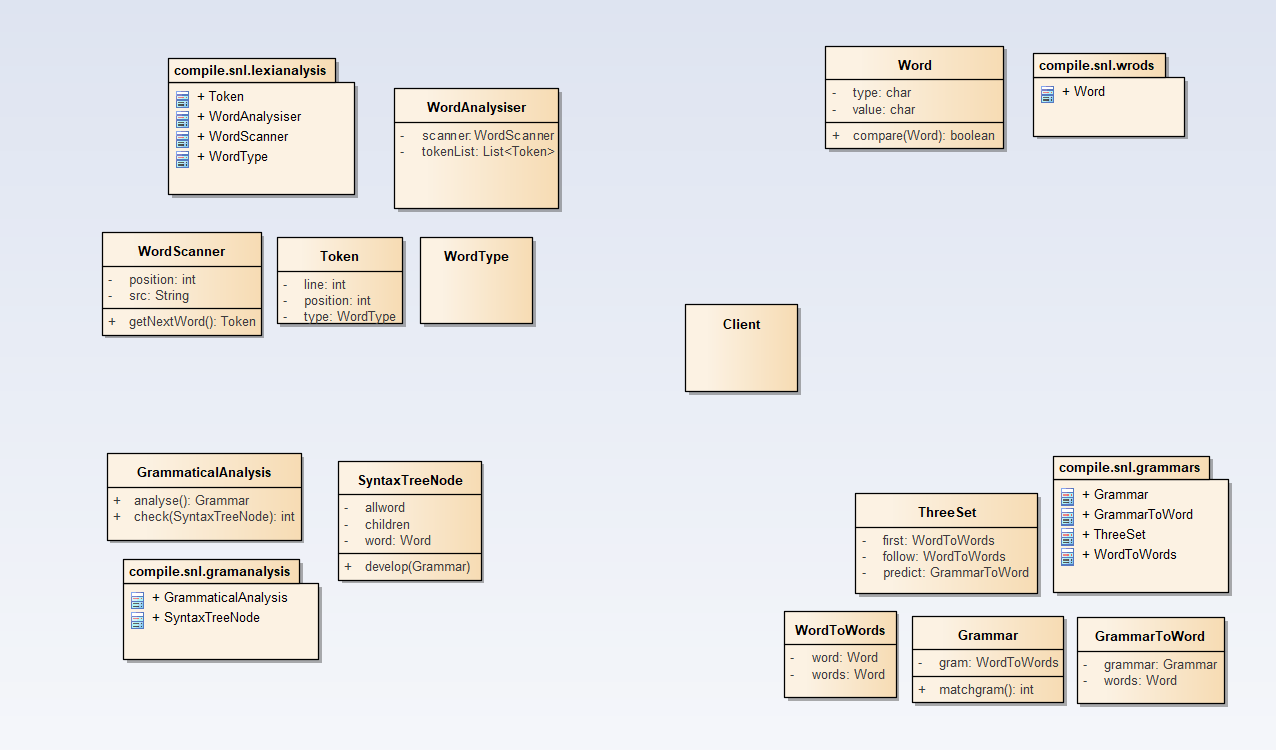 compile.snl.lexianalysis
+ Token
+ WordAnalysiser
+ WordScanner
+ WordType
WordAnalysiser
- scanner: WordScanner
- tokenList: List<Token>
Word
- type: char
- value: char
+ compare(Word): boolean
compile.snl.wrods
+ Word
WordScanner
- position: int
- src: String
+ getNextWord(): Token
Token
- line: int
- position: int
- type: WordType
WordType
Client
GrammaticalAnalysis
+ analyse(): Grammar
+ check(SyntaxTreeNode): int
SyntaxTreeNode
- allword
- children
- word: Word
+ develop(Grammar)
compile.snl.gramanalysis
+ GrammaticalAnalysis
+ SyntaxTreeNode
ThreeSet
- first: WordToWords
- follow: WordToWords
- predict: GrammarToWord
compile.snl.grammars
+ Grammar
+ GrammarToWord
+ ThreeSet
+ WordToWords
WordToWords
- word: Word
- words: Word
Grammar
- gram: WordToWords
+ matchgram(): int
GrammarToWord
- grammar: Grammar
- words: Word